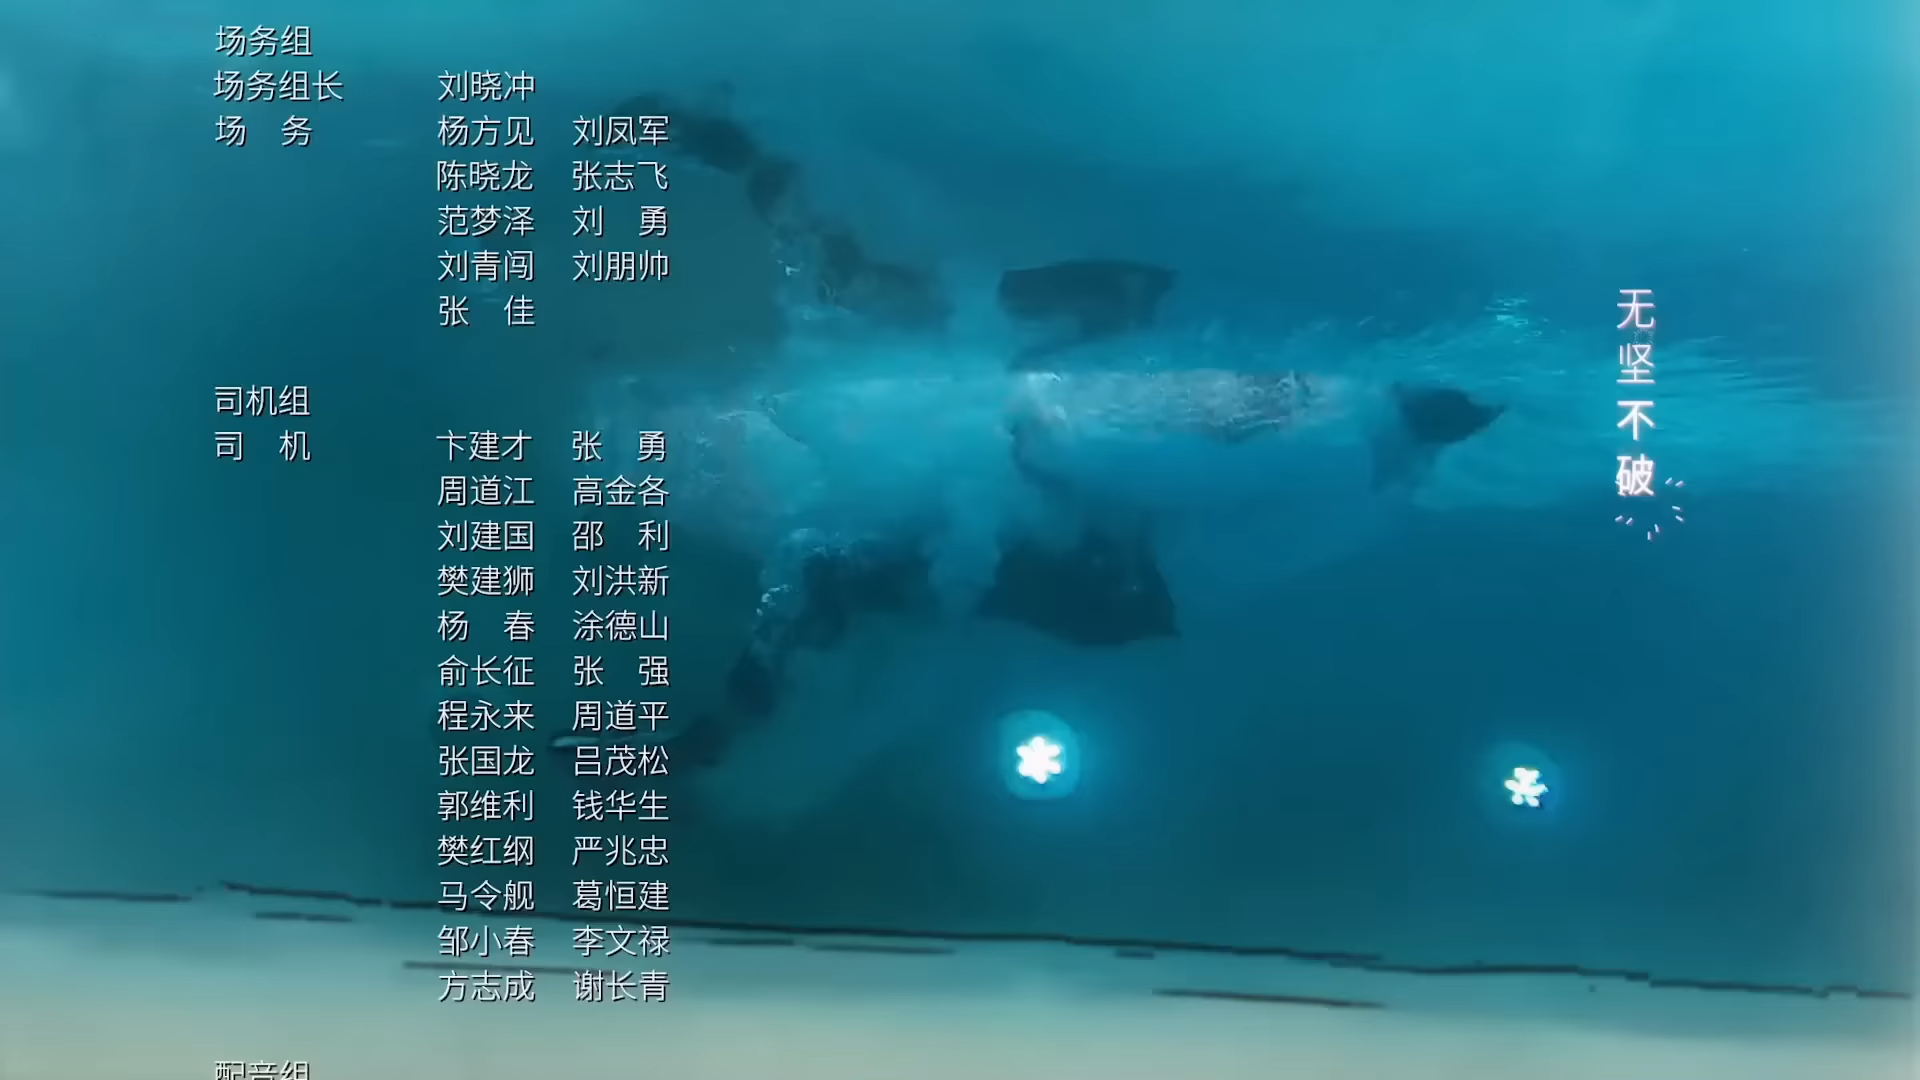 场务组
场务组长 刘晓冲
场 务 杨方见 刘凤军
陈晓龙 张志飞
范梦泽 刘 勇
刘青闯 刘朋帅
张 佳
司机组
司 机 卞建才 张 勇
周道江 高金各
刘建国 邵 利
樊建狮 刘洪新
杨 春 涂德山
俞长征 张 强
程永来 周道平
张国龙 吕茂松
郭维利 钱华生
樊红纲 严兆忠
马令舰 葛恒建
邹小春 李文禄
方志成 谢长青
配音组
无坚不破